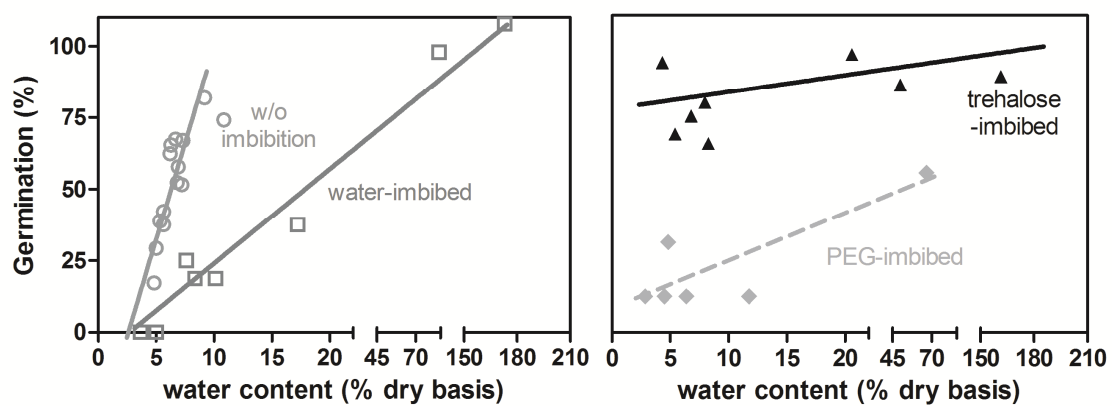 Germination (%)
100
75
50
25
0
w/o
imbibition
water-imbibed
0 5 10 15 20 45 70 150 180 210
water content (% dry basis)
trehalose
-imbibed
PEG-imbibed
0 5 10 15 20 45 70 150 180 210
water content (% dry basis)